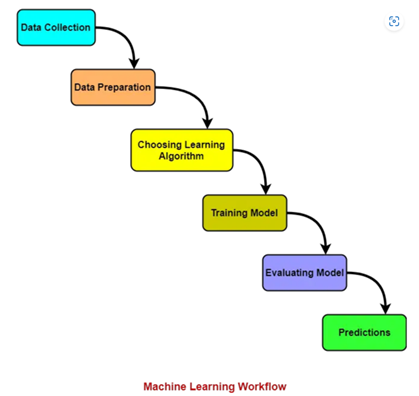 Data Collection
Data Preparation
Choosing Learning
Algorithm
Training Model
Evaluating Model
Predictions
Machine Learning Workflow